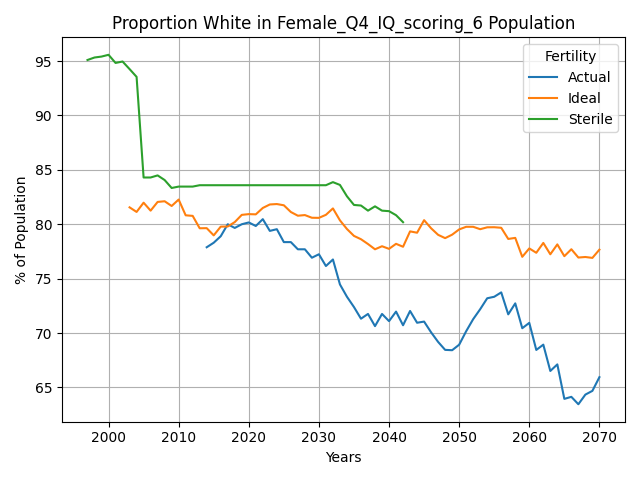 Proportion White in Female_Q4_IQ_scoring_6 Population
Fertility
Actual
Ideal
Sterile
% of Population
95
90
85
80
75
70
65
2000 2010 2020 2030 2040 2050 2060 2070
Years